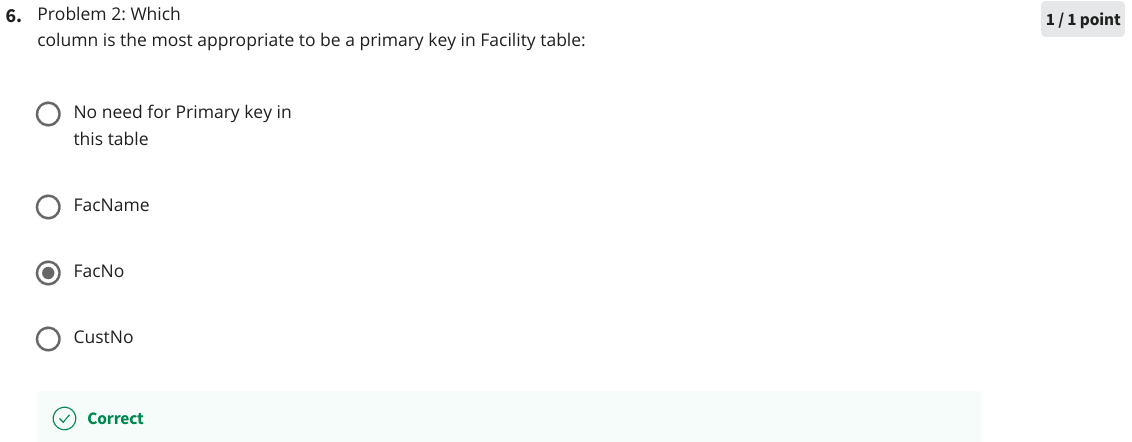 6. Problem 2: Which
1 / 1 point
column is the most appropriate to be a primary key in Facility table:
No need for Primary key in
this table
FacName
FacNo
CustNo
Correct